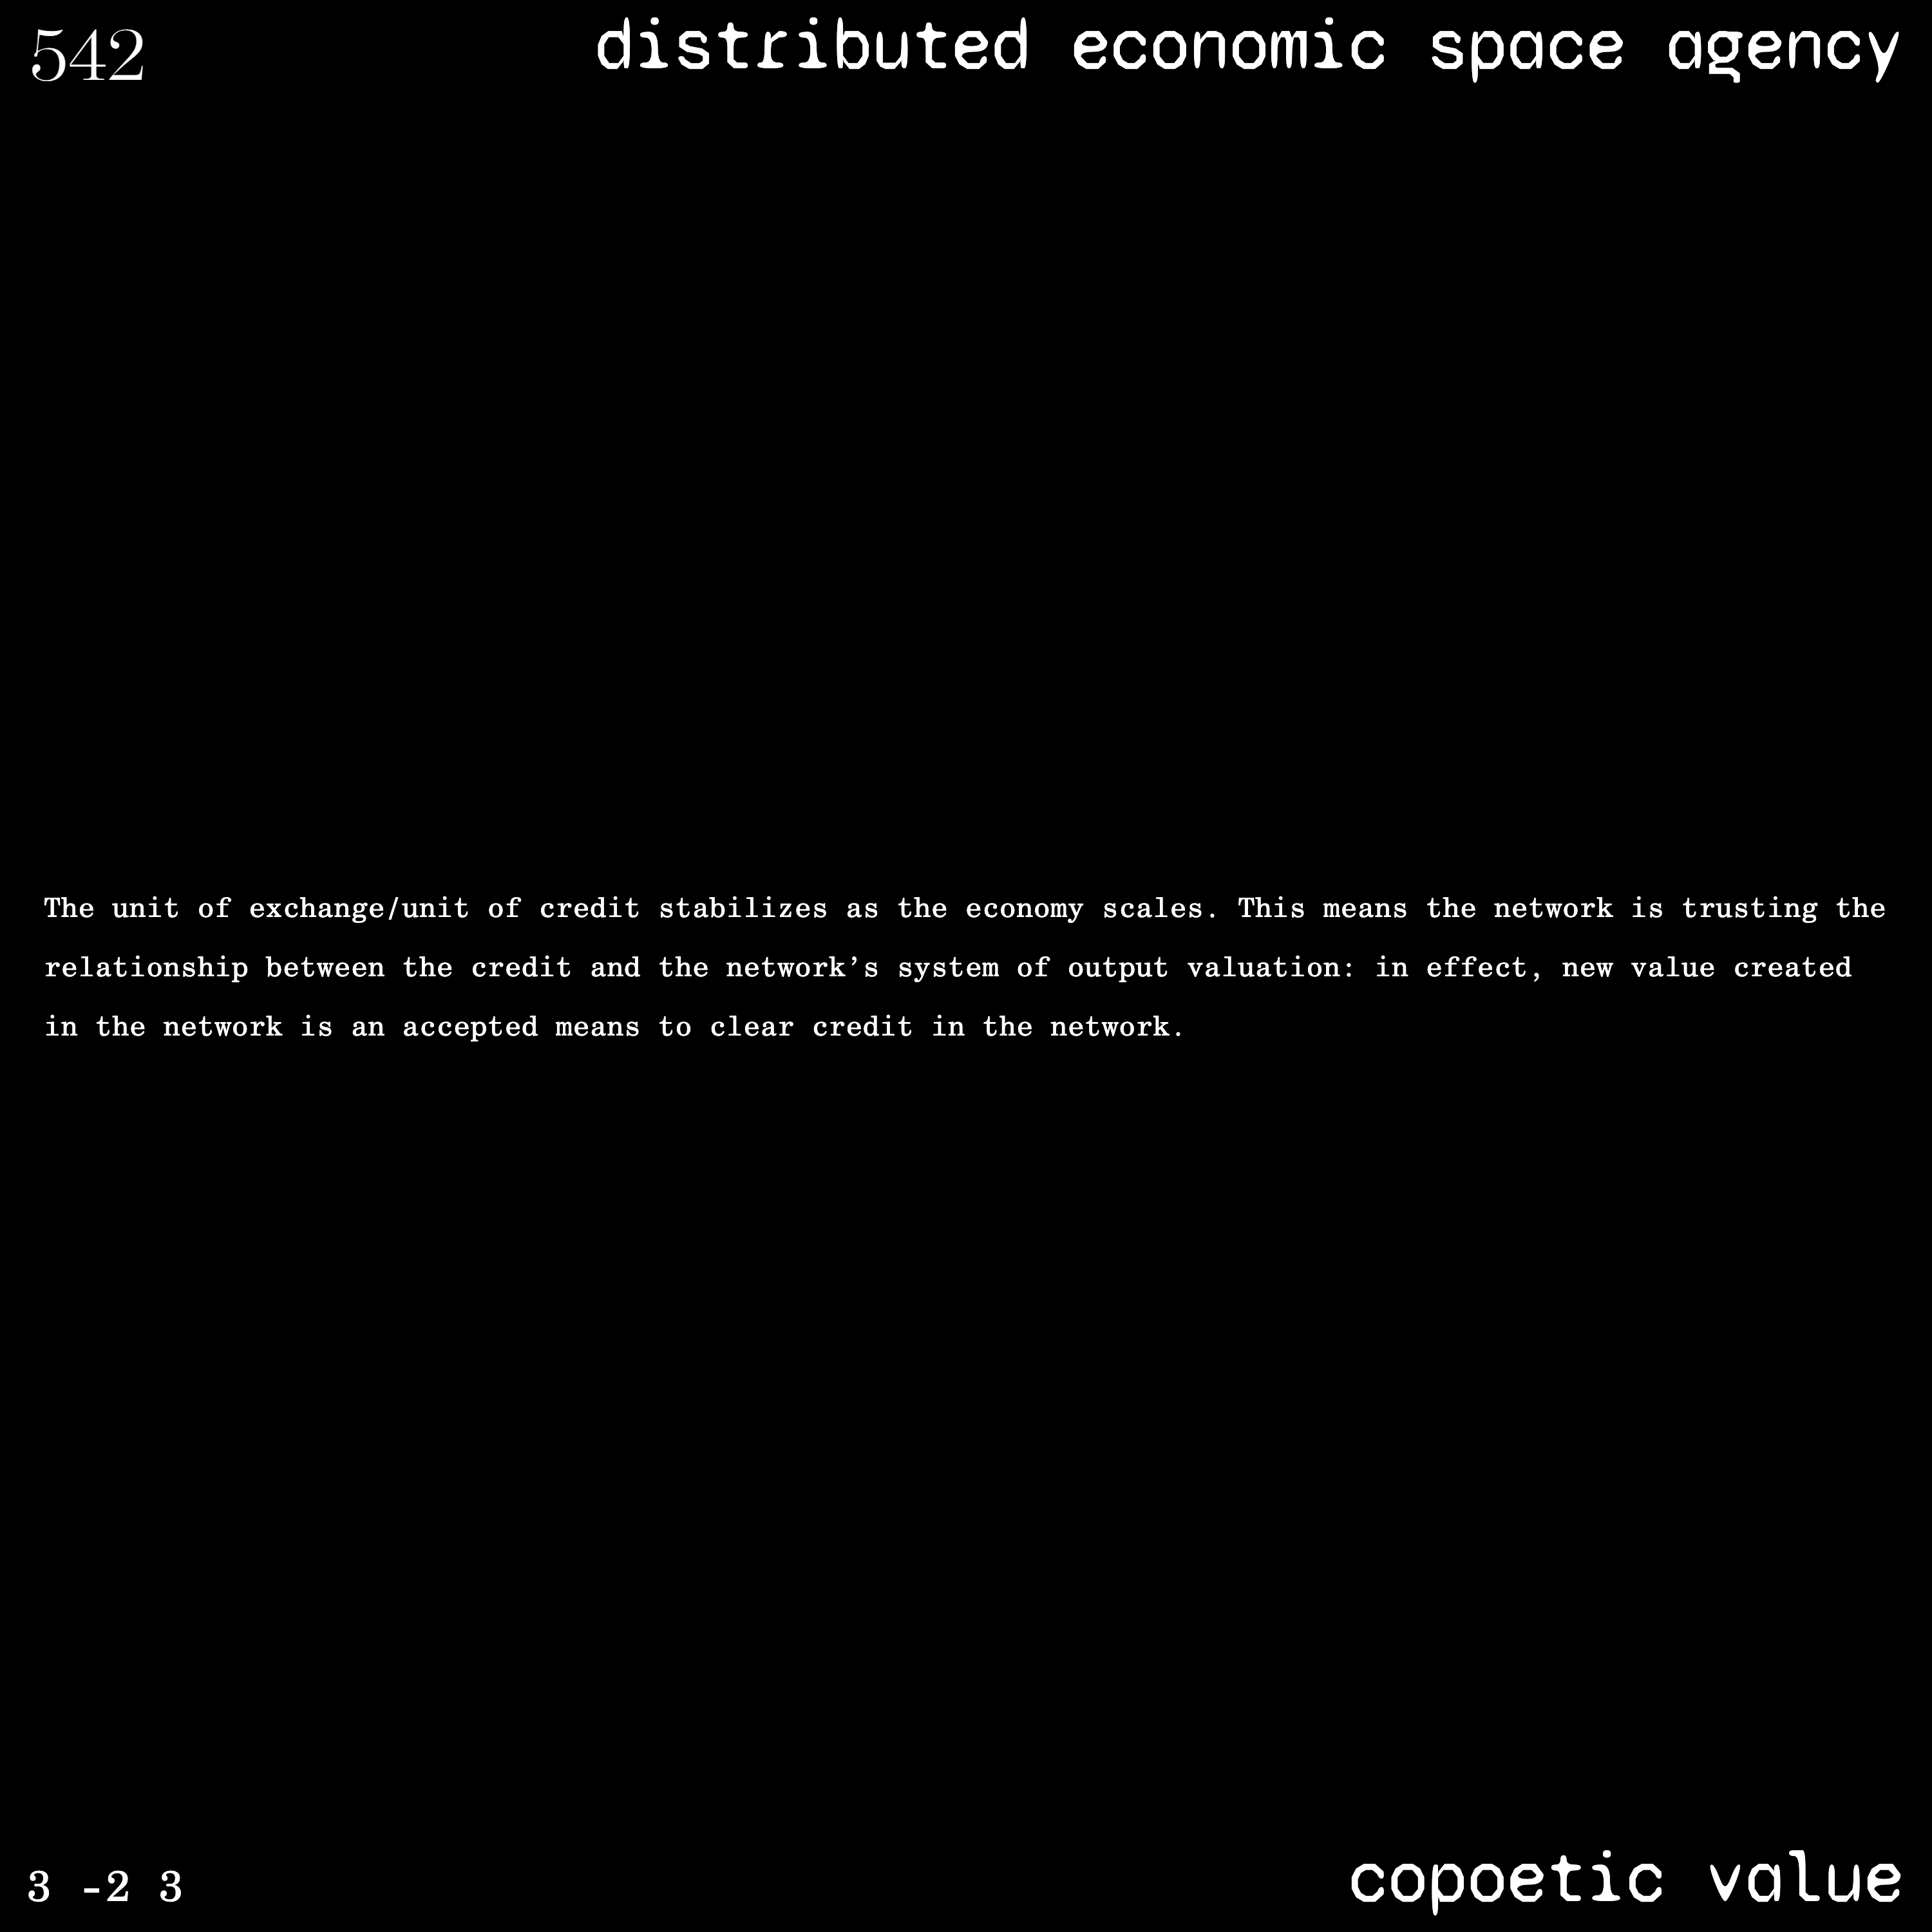 542
distributed economic space agency
The unit of exchange/unit of credit stabilizes as the economy scales. This means the network is trusting the
relationship between the credit and the network’s system of output valuation: in effect, new value created
in the network is an accepted means to clear credit in the network.
3 -2 3
copoetic value